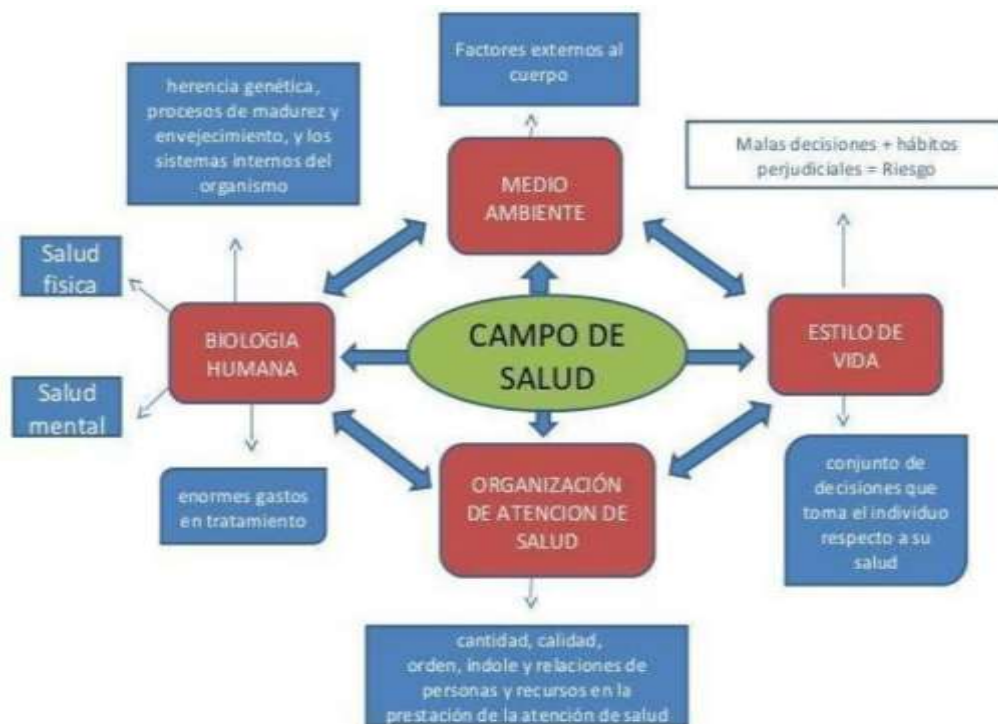 Factores externos al
cuerpo
herencia genética,
procesos de madurez y
envejecimiento, y los
sistemas internos del
organismo
Malas decisiones + hábitos
perjudiciales = Riesgo
MEDIO
AMBIENTE
Salud
fisica
BIOLOGIA
HUMANA
CAMPO DE
SALUD
ESTILO DE
VIDA
Salud
mental
enormes gastos
en tratamiento
ORGANIZACIÓN
DE ATENCION DE
SALUD
conjunto de
decisiones que
toma el individuo
respecto a su
salud
cantidad, calidad,
orden, índole y relaciones de
personas y recursos en la
prestación de la atención de salud